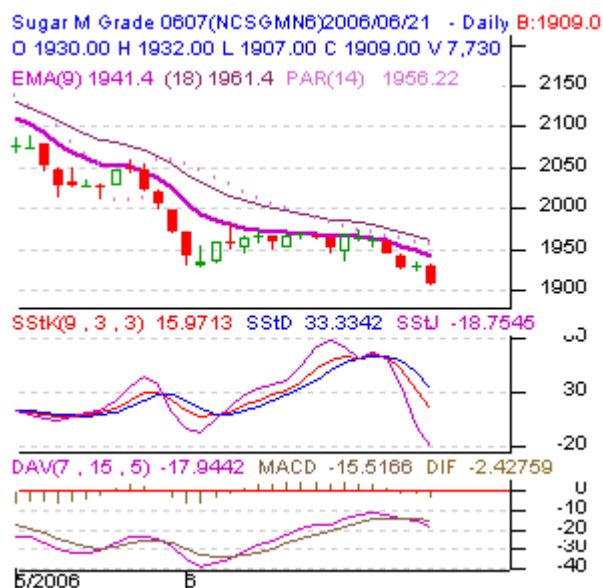 Sugar M Grade 0607(NCSGMN6)2006/06/21 - Daily B:1909.0
O 1930.00 H 1932.00 L 1907.00 C 1909.00 V 7,730
EMA(9) 1941.4 (18) 1961.4 PAR(14) 1956.22
2150
2100
2050
2000
1950
1900
SStK(9 , 3 , 3) 15.9713 SStD 33.3342 SStJ -18.7545
30
-20
DAV(7 , 15 , 5) -17.9442 MACD -15.5166 DIF -2.42759
0
-10
-20
-30
-40
5/2006 B